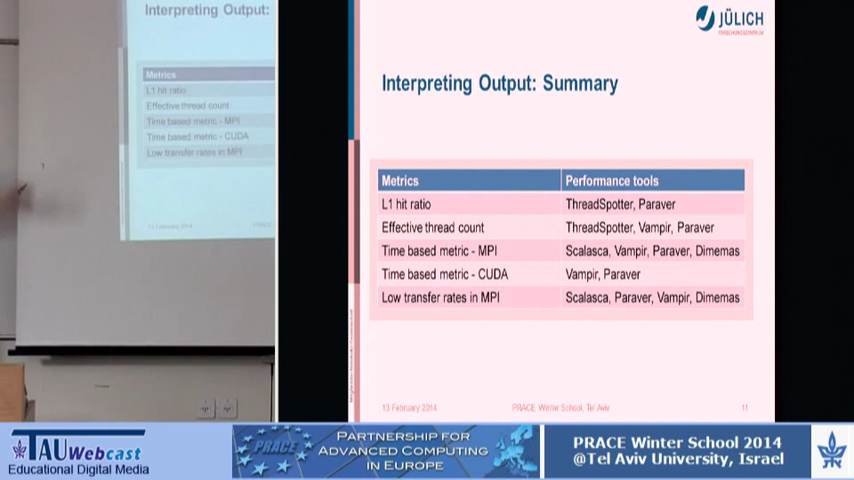 Interpreting Output:
Metrics
L1 hit ratio
Effective thread count
Time based metric - MPI
Time based metric - CUDA
Low transfer rates in MPI
13 February 2014
JÜLICH
FORSCHUNGSZENTRUM
Interpreting Output: Summary
Metrics Performance tools
L1 hit ratio ThreadSpotter, Paraver
Effective thread count ThreadSpotter, Vampir, Paraver
Time based metric - MPI Scalasca, Vampir, Paraver, Dimemas
Time based metric - CUDA Vampir, Paraver
Low transfer rates in MPI Scalasca, Paraver, Vampir, Dimemas
13 February 2014 PRACE Winter School, Tel Aviv 11
TAU Webcast
Educational Digital Media
PRACE
PARTNERSHIP FOR
ADVANCED COMPUTING
IN EUROPE
PRACE Winter School 2014
@Tel Aviv University, Israel